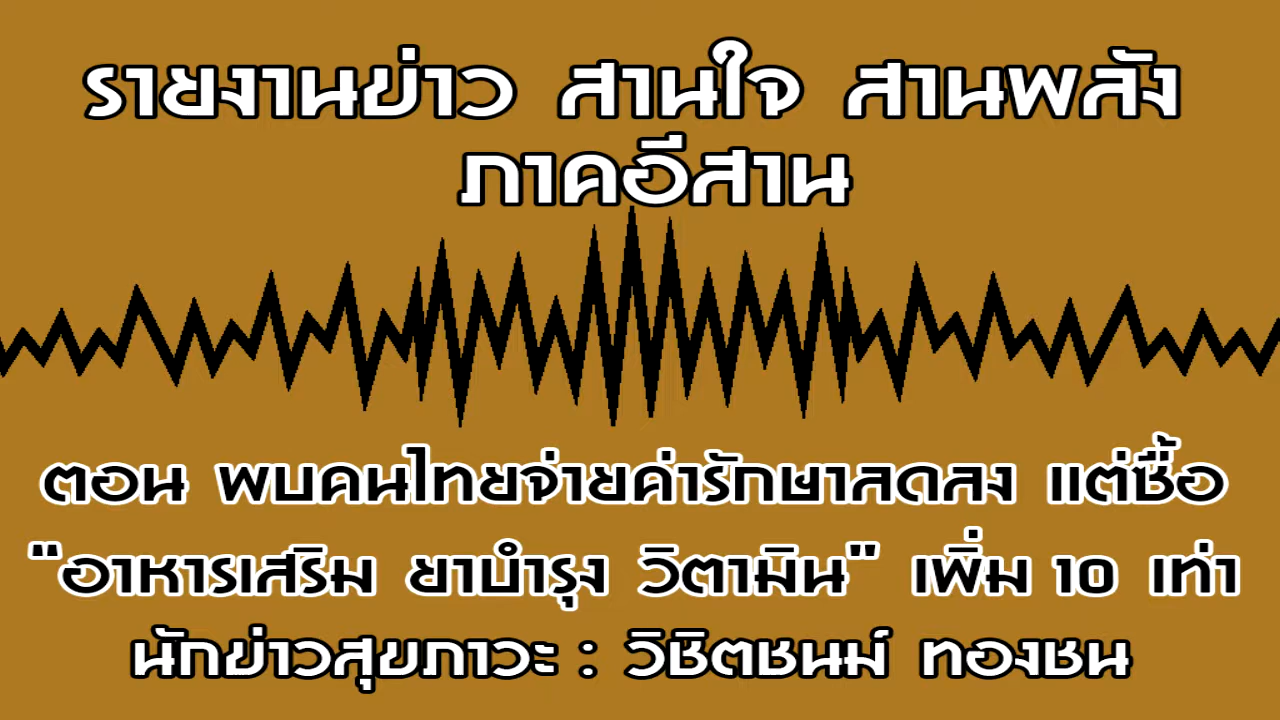 รายงานข่าว สานใจ สานพลัง
ภาคอีสาน
ตอน พบคนไทยจ่ายค่ารักษาลดลง แต่ซื้อ
"อาหารเสริม ยาบำรุง วิตามิน" เพิ่ม 10 เท่า
นักข่าวสุขภาวะ : วิชิตชนม์ ทองชน